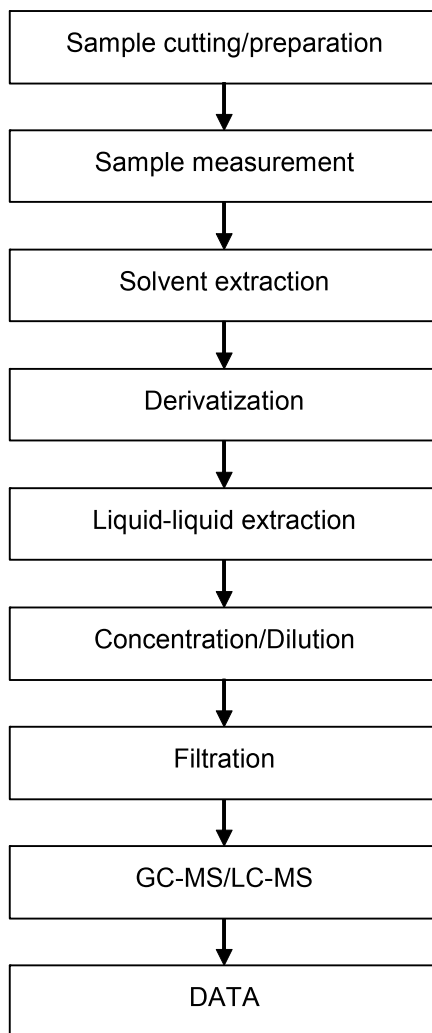 Sample cutting/preparation
Sample measurement
Solvent extraction
Derivatization
Liquid-liquid extraction
Concentration/Dilution
Filtration
GC-MS/LC-MS
DATA